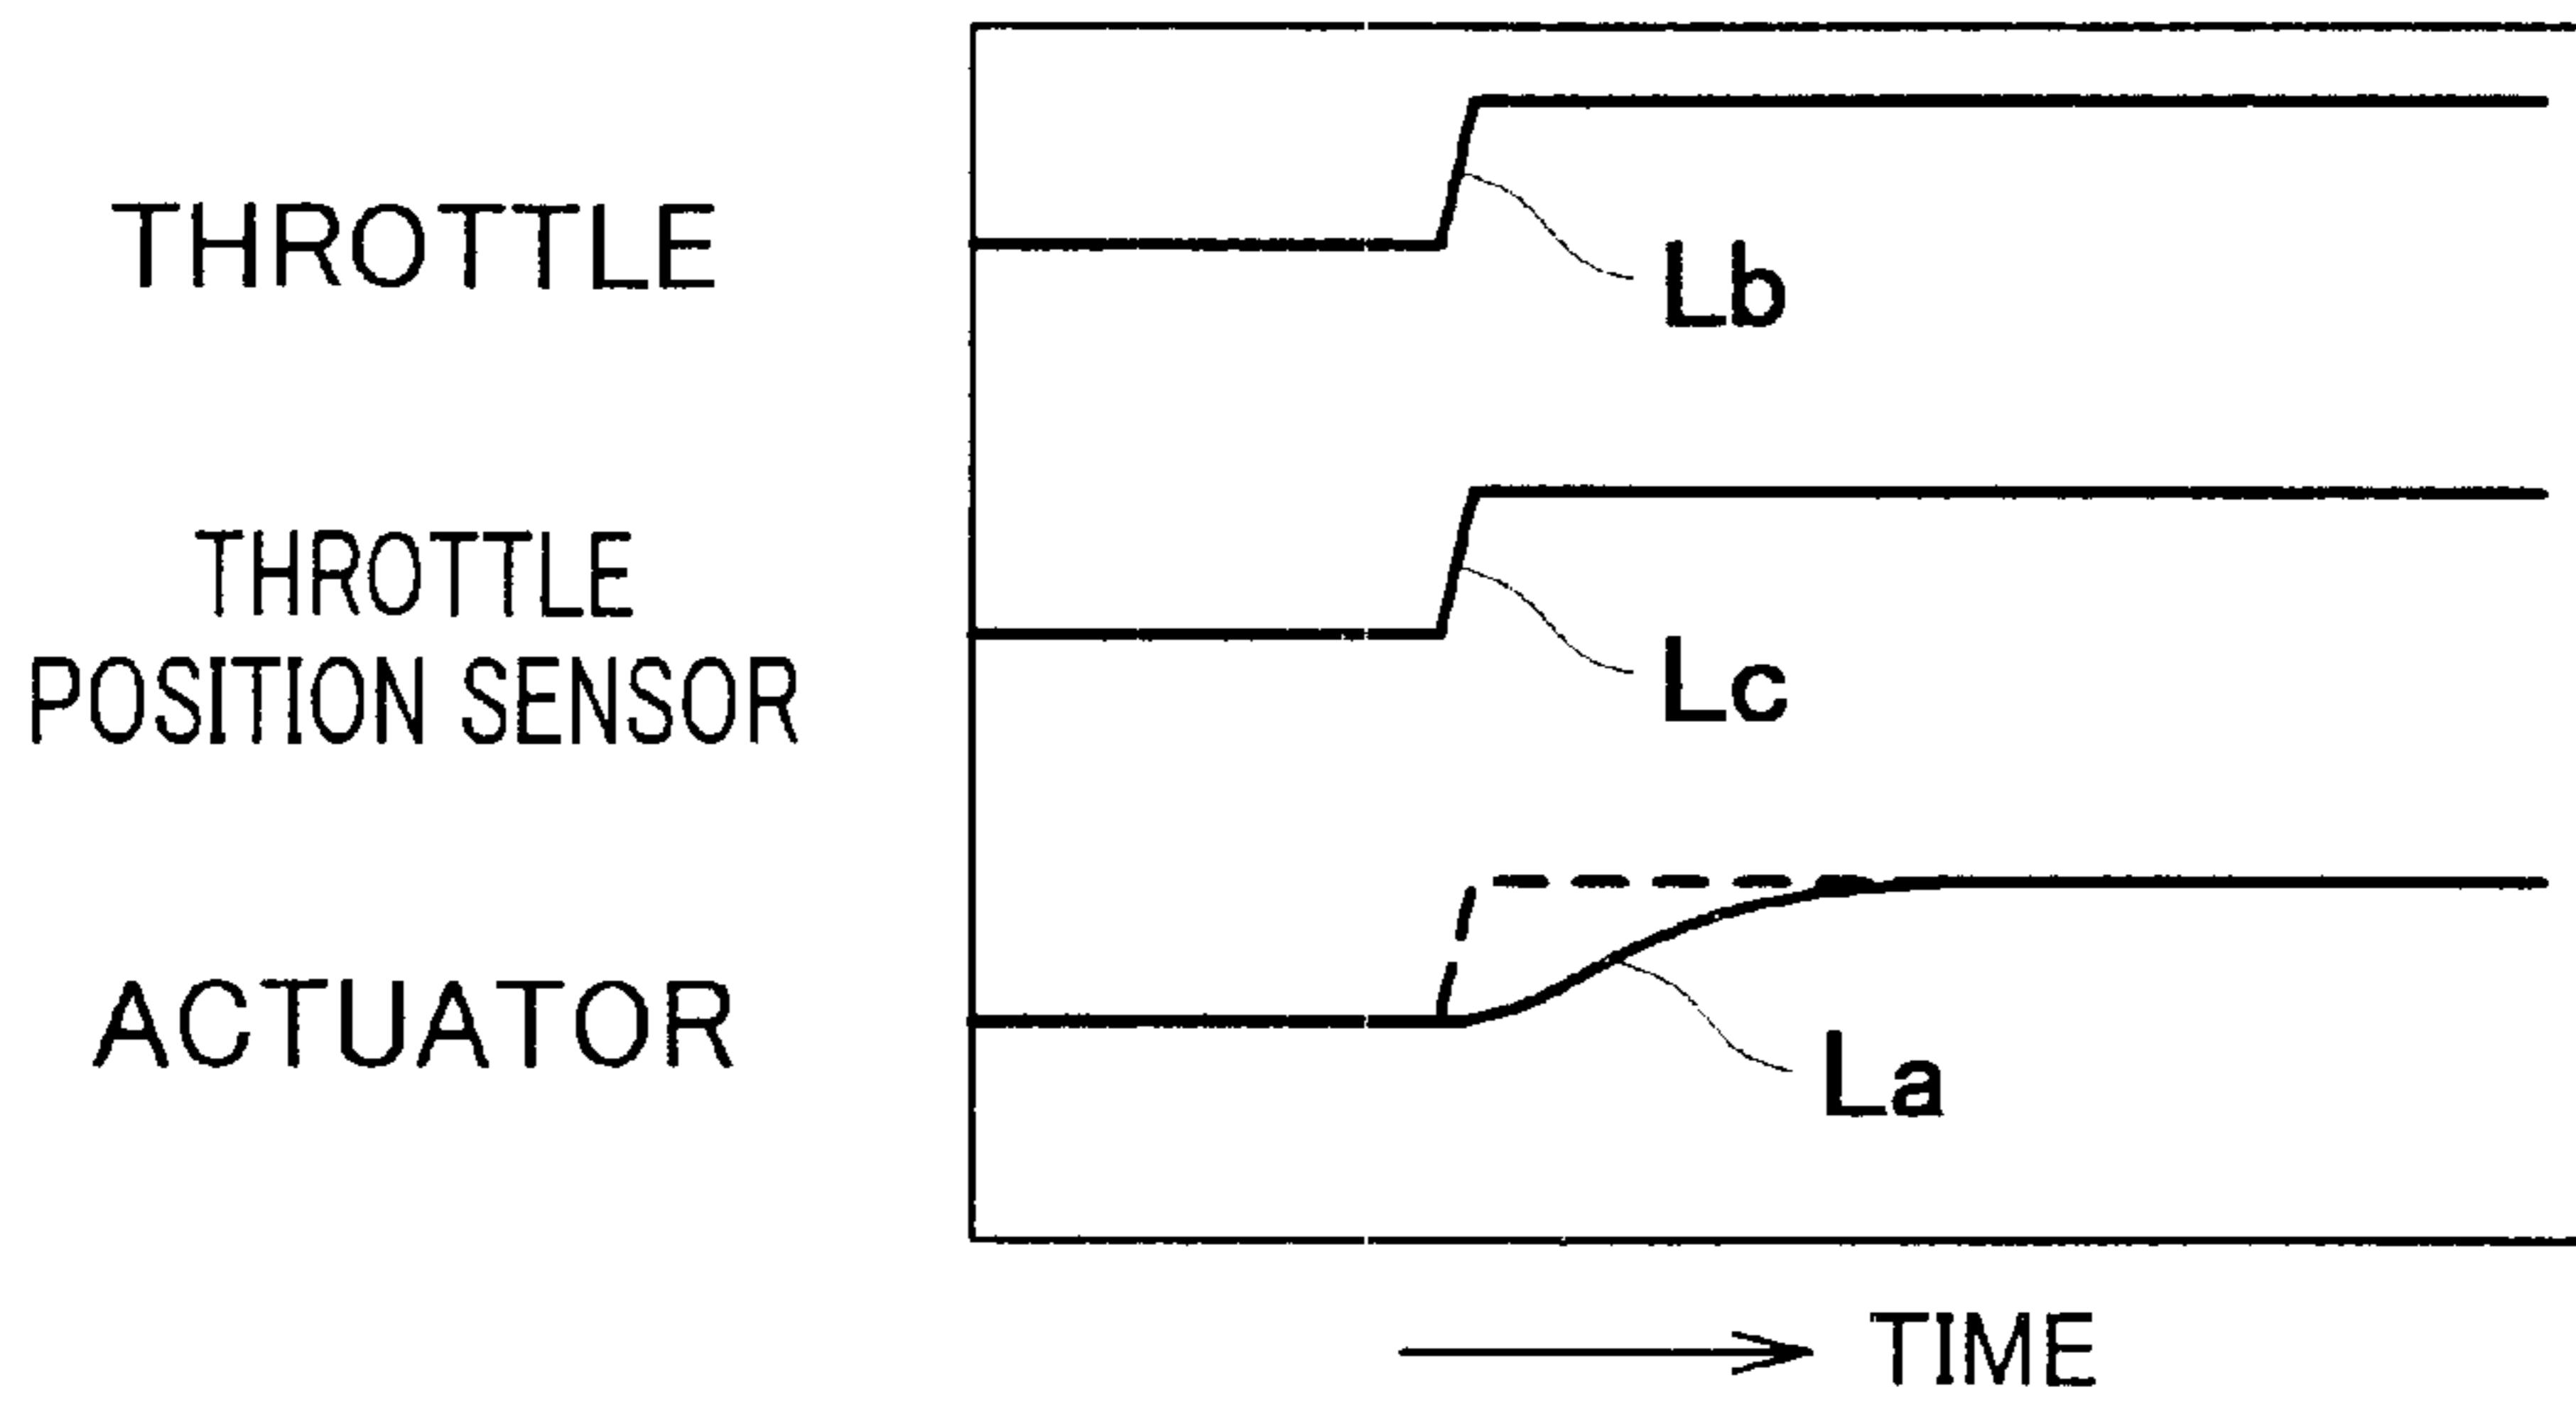 THROTTLE
Lb
THROTTLE
POSITION SENSOR
Lc
ACTUATOR
La
TIME